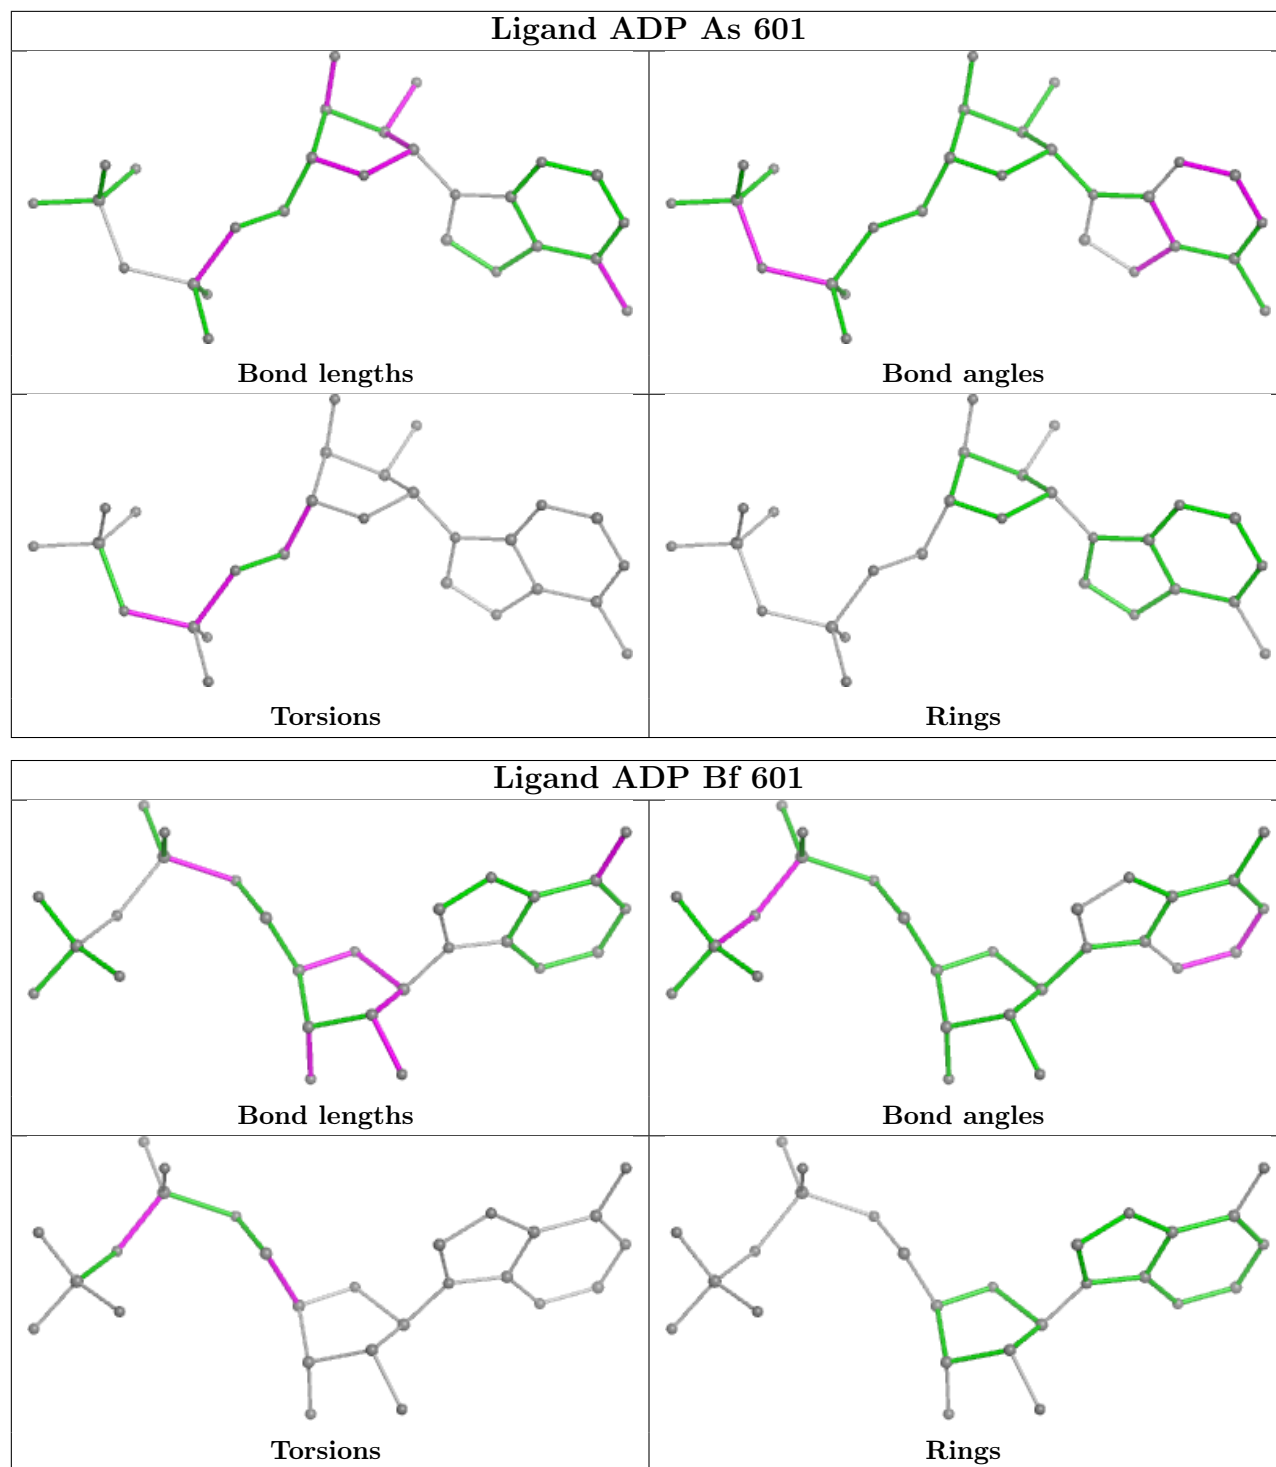 Ligand ADP As 601
Bond lengths
Bond angles
Torsions
Rings
Ligand ADP Bf 601
Bond lengths
Bond angles
Torsions
Rings